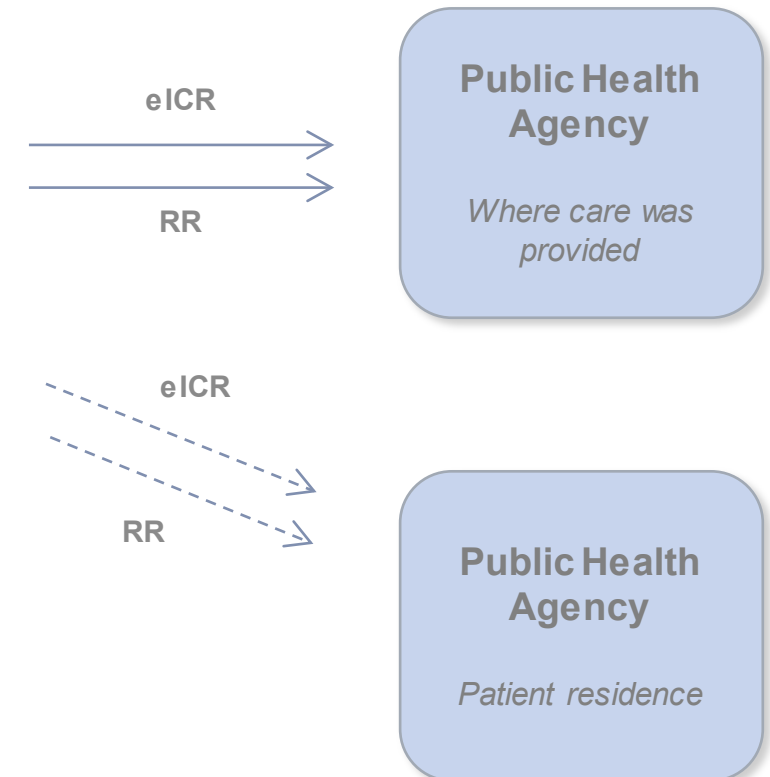 eICR
RR
Public Health
Agency
Where care was
provided
eICR
RR
Public Health
Agency
Patient residence